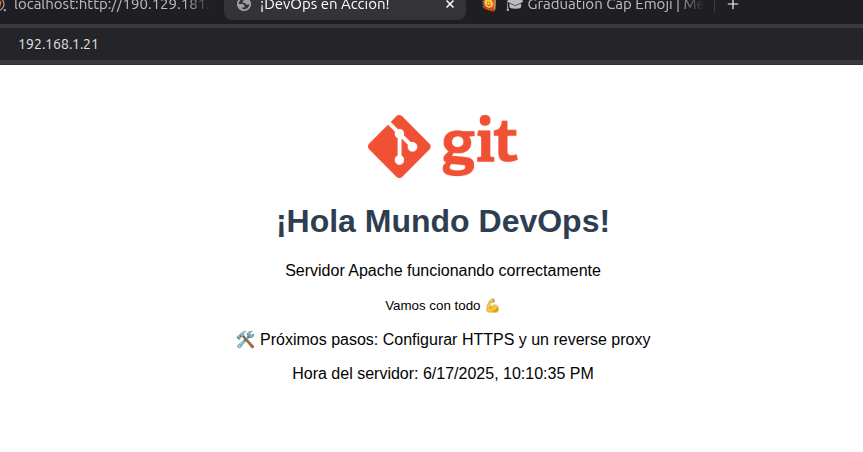 localhost:http://190.129.181.
¡DevOps en Acción!
Graduation Cap Emoji | Me
192.168.1.21
git
¡Hola Mundo DevOps!
Servidor Apache funcionando correctamente
Vamos con todo 💪
🛠️ Próximos pasos: Configurar HTTPS y un reverse proxy
Hora del servidor: 6/17/2025, 10:10:35 PM